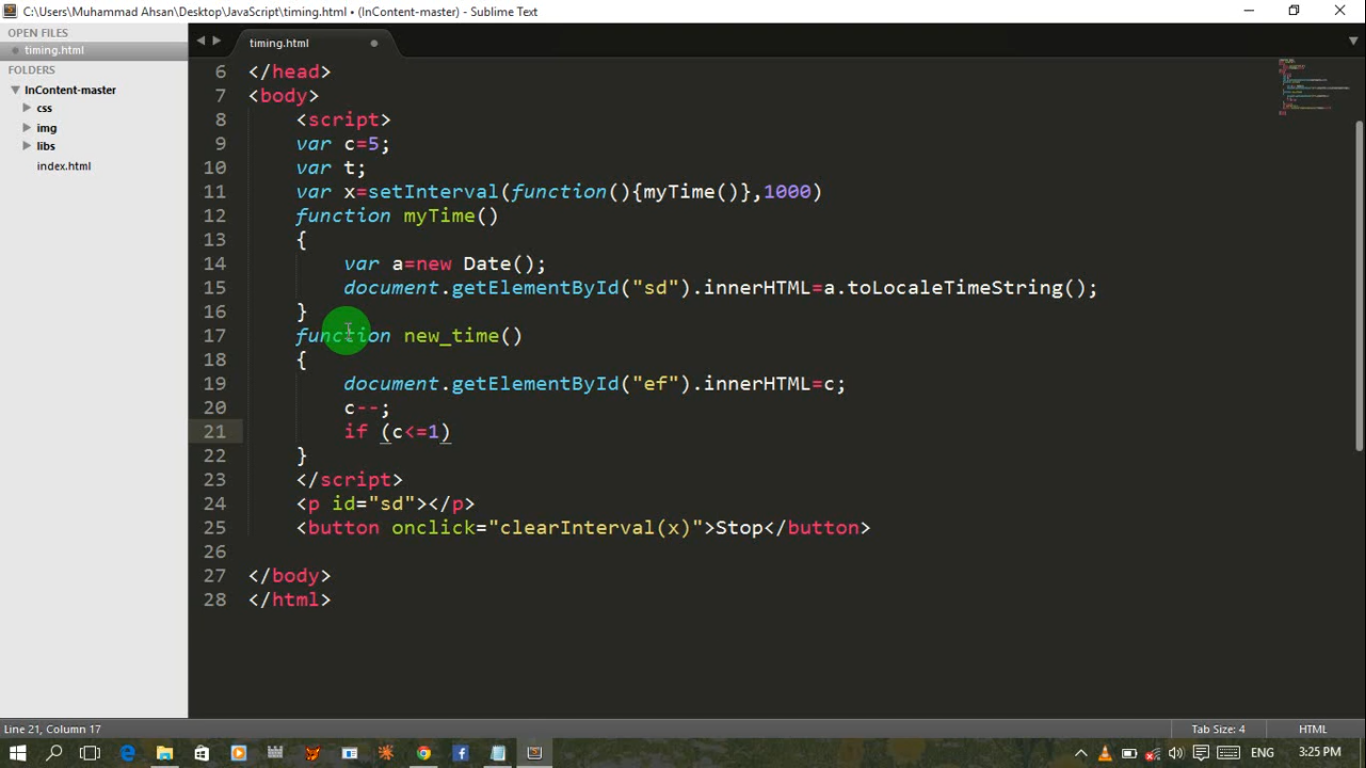 C:\Users\Muhammad Ahsan\Desktop\JavaScript\timing.html • (InContent-master) - Sublime Text
OPEN FILES
timing.html
FOLDERS
InContent-master
css
img
libs
index.html
timing.html
6 </head>
7 <body>
8     <script>
9     var c=5;
10     var t;
11     var x=setInterval(function(){myTime()},1000)
12     function myTime()
13     {
14         var a=new Date();
15         document.getElementById("sd").innerHTML=a.toLocaleTimeString();
16     }
17     function new_time()
18     {
19         document.getElementById("ef").innerHTML=c;
20         c--;
21         if (c<=1)
22     }
23     </script>
24     <p id="sd"></p>
25     <button onclick="clearInterval(x)">Stop</button>
26
27 </body>
28 </html>
Line 21, Column 17
Tab Size: 4
HTML
ENG
3:25 PM